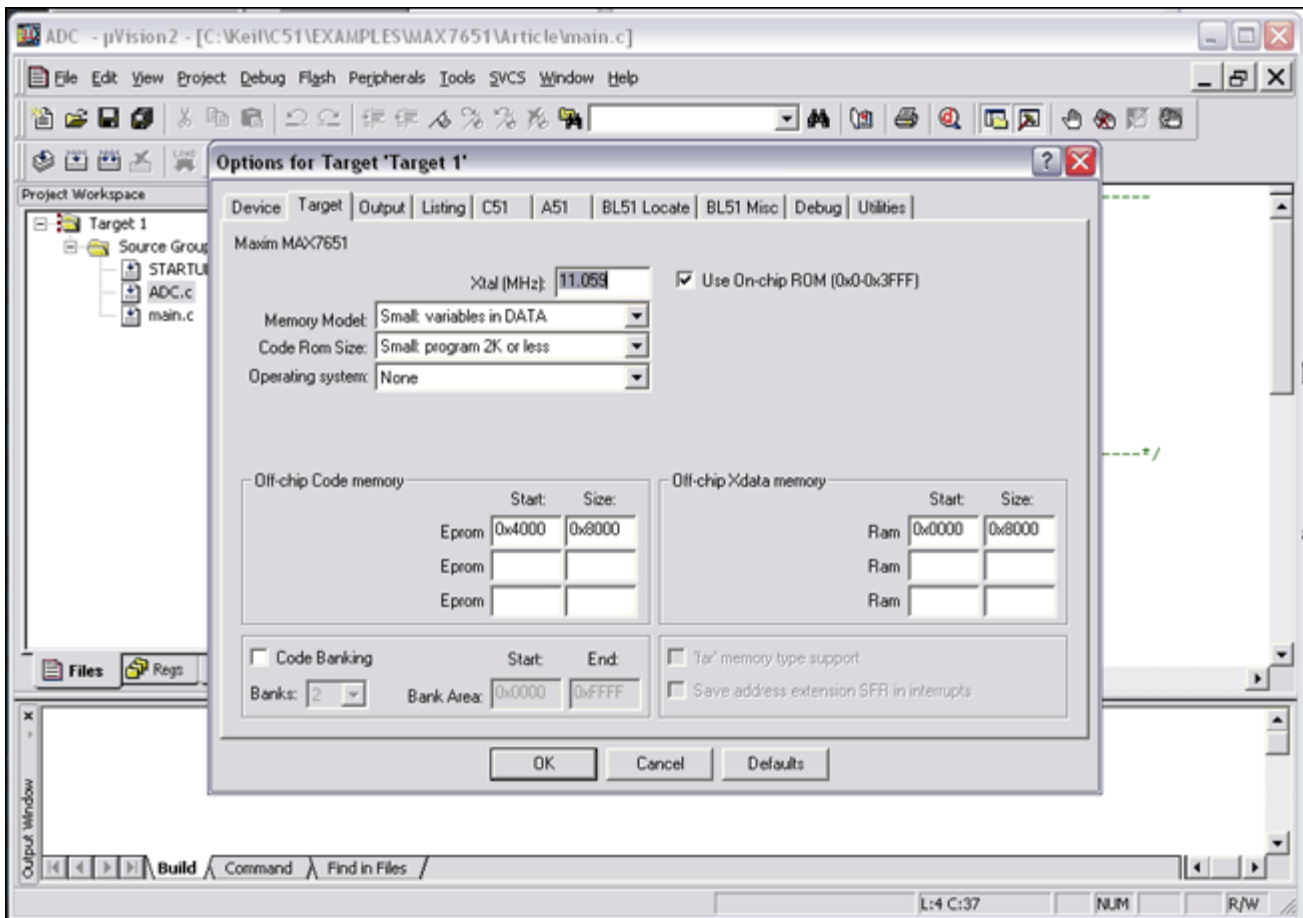 ADC - µVision2 - [C:\Keil\C51\EXAMPLES\MAX7651\Article\main.c]
File Edit View Project Debug Flash Peripherals Tools SVCS Window Help
Options for Target 'Target 1'
Project Workspace
Target 1
Source Group
STARTU
ADC.c
main.c
Device Target Output Listing C51 A51 BL51 Locate BL51 Misc Debug Utilities
Maxim MAX7651
Xtal (MHz): 11.059
Use On-chip ROM (0x0-0x3FFF)
Memory Model: Small: variables in DATA
Code Rom Size: Small: program 2K or less
Operating system: None
-----
----*/
Off-chip Code memory
Start: Size:
Eprom 0x4000 0x8000
Eprom
Eprom
Off-chip Xdata memory
Start: Size:
Ram 0x0000 0x8000
Ram
Ram
Code Banking Start: End:
Banks: 2 Bank Area: 0x0000 0xFFFF
'far' memory type support
Save address extension SFR in interrupts
OK Cancel Defaults
Files Regs
Output Window
Build Command Find in Files
L:4 C:37 NUM R/W